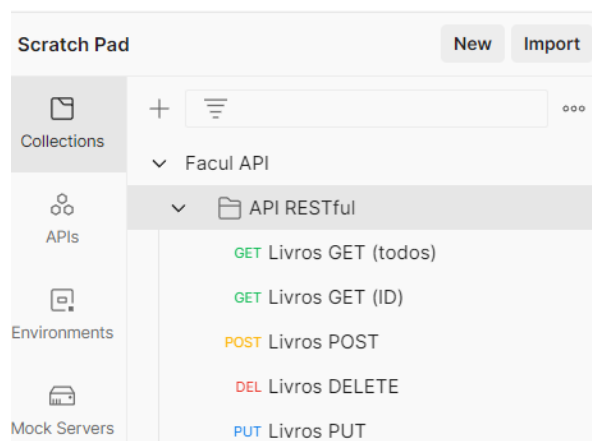 Scratch Pad
New
Import
Collections
APIs
Environments
Mock Servers
Facul API
API RESTful
GET Livros GET (todos)
GET Livros GET (ID)
POST Livros POST
DEL Livros DELETE
PUT Livros PUT